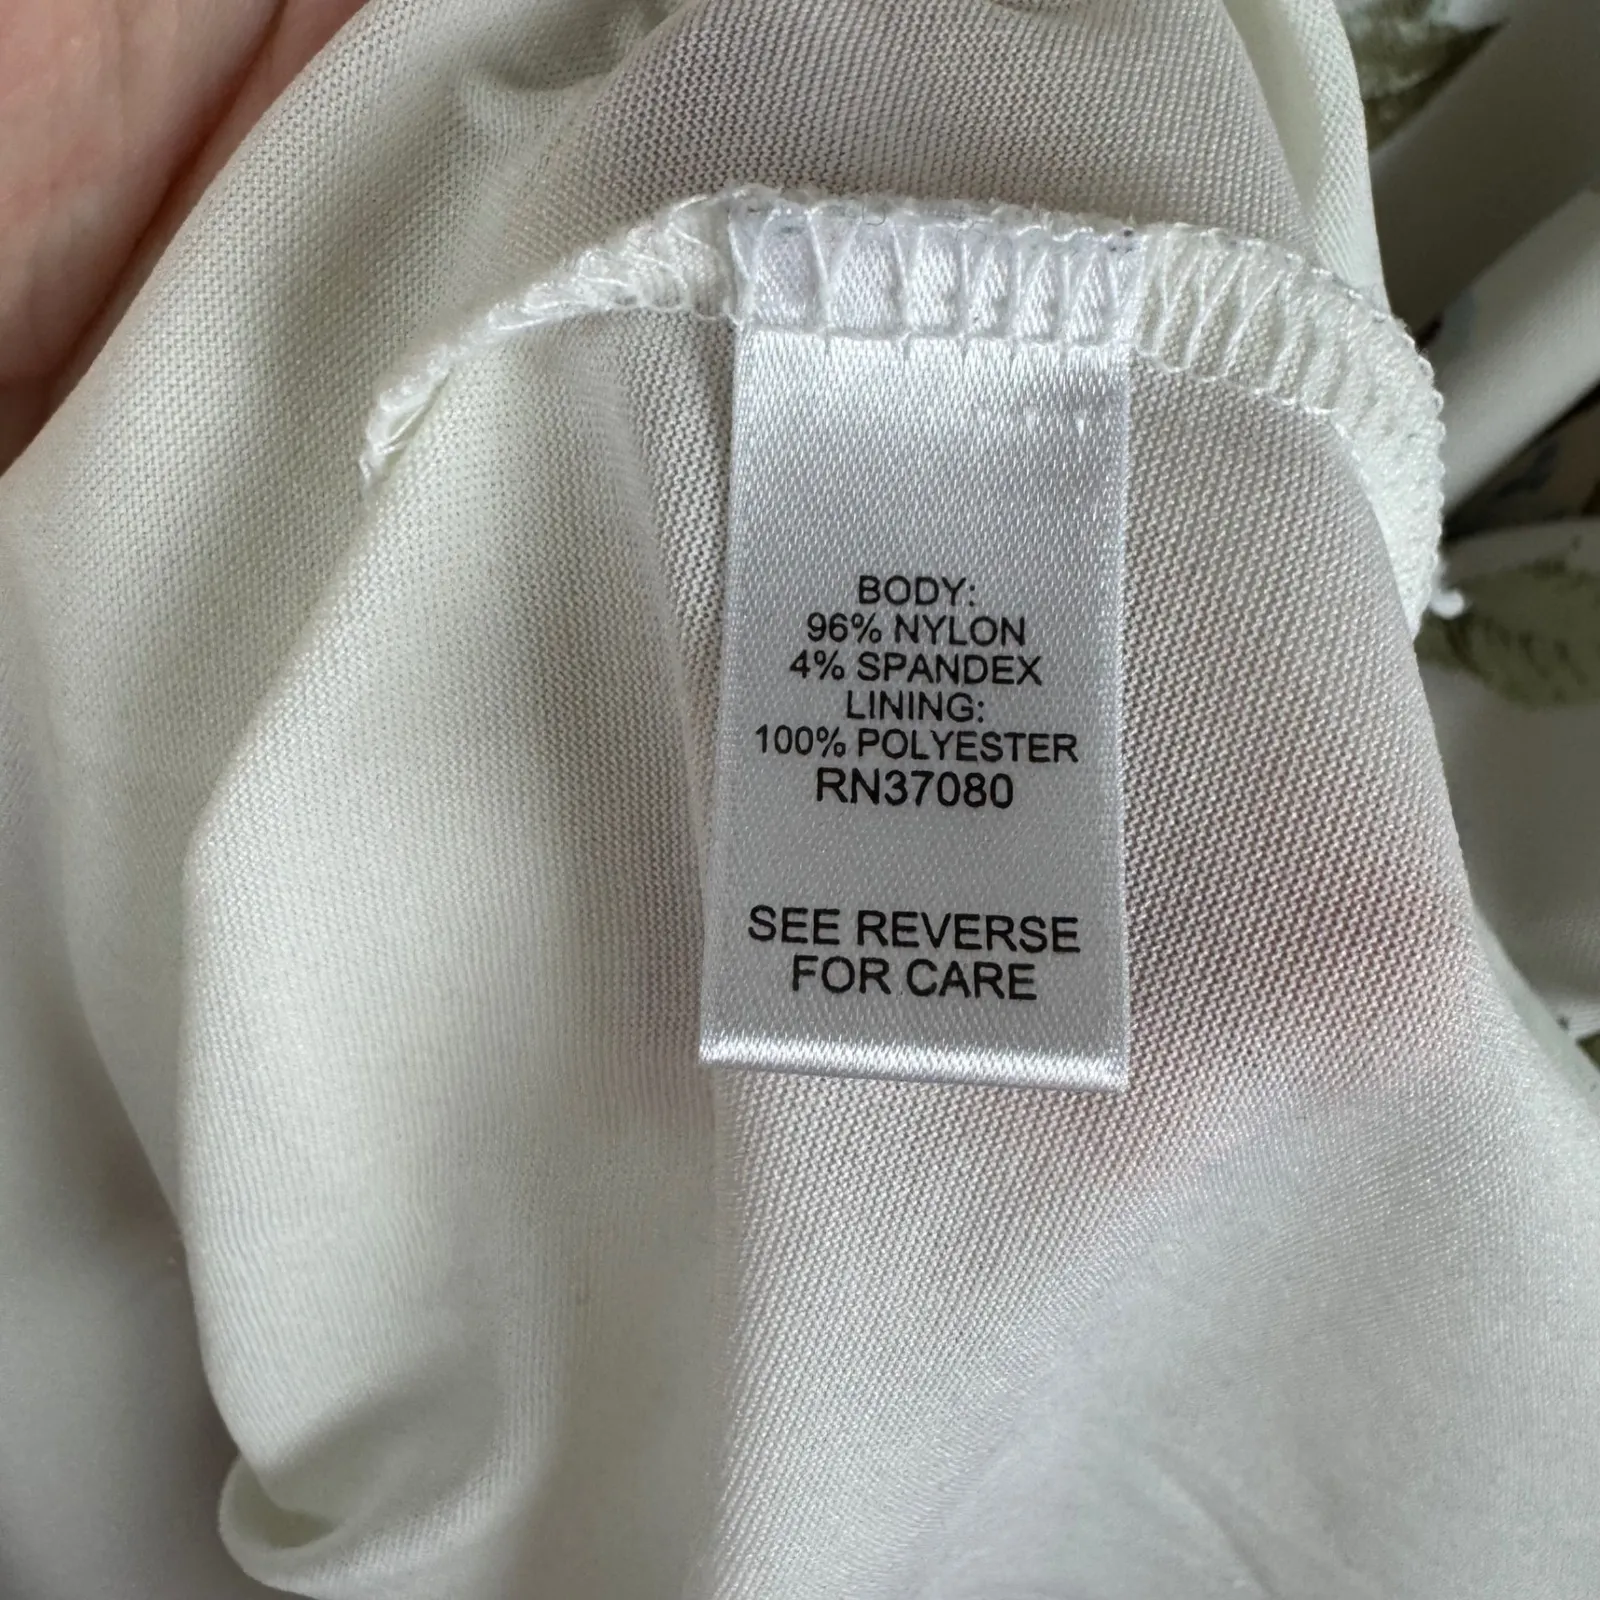 BODY:
96% NYLON
4% SPANDEX
LINING:
100% POLYESTER
RN37080
SEE REVERSE
FOR CARE